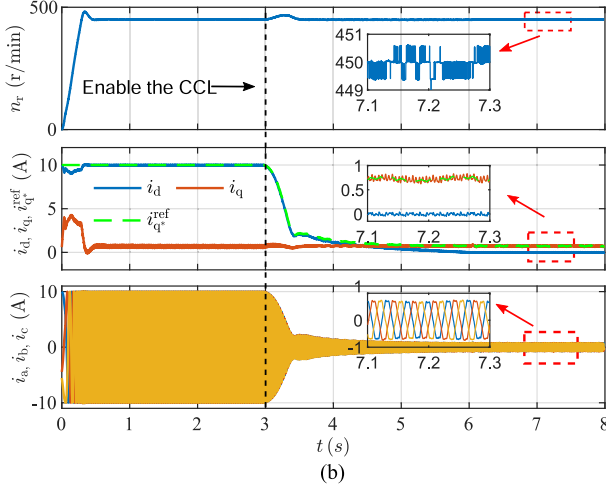 500
n_r (r/min)
0
Enable the CCL
451
450
449
7.1 7.2 7.3
i_d, i_q, i_q*^ref (A)
10
5
0
i_d i_q
i_q*^ref
1
0.5
0
7.1 7.2 7.3
i_a, i_b, i_c (A)
10
0
-10
1
0
-1
7.1 7.2 7.3
0 1 2 3 4 5 6 7 8
t (s)
(b)